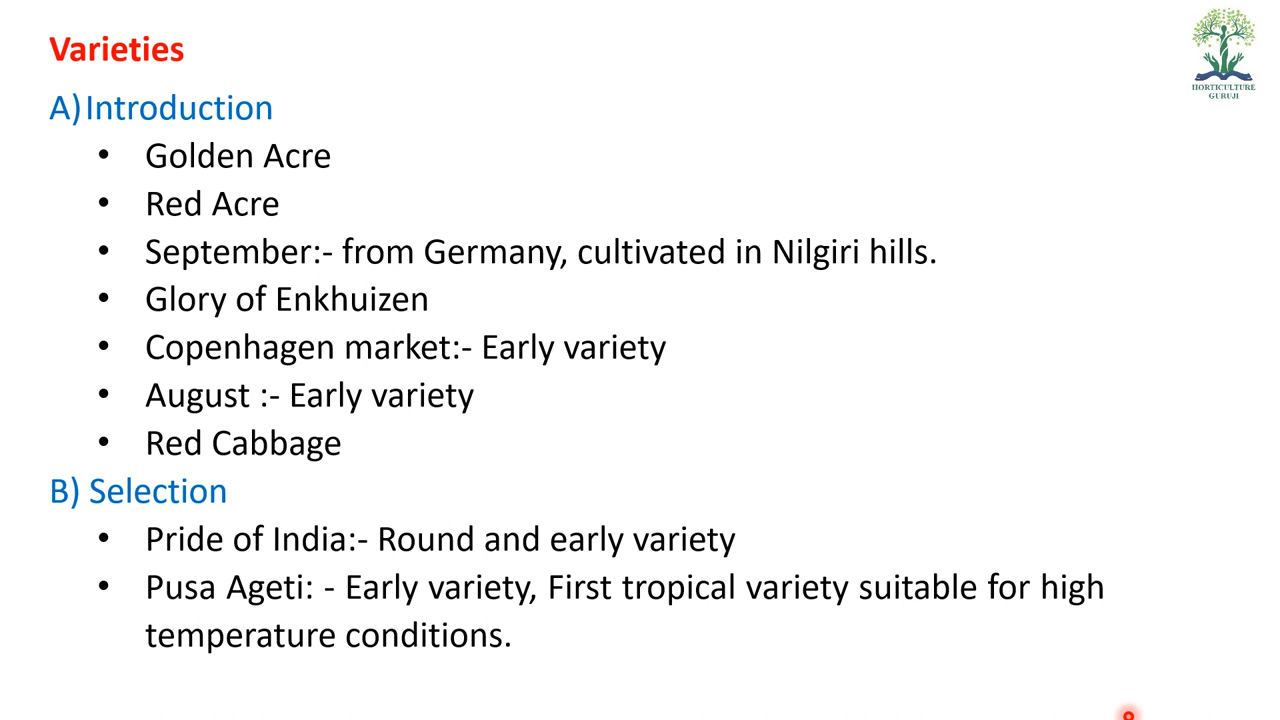 Varieties
HORTICULTURE
GURUJI
A) Introduction
• Golden Acre
• Red Acre
• September:- from Germany, cultivated in Nilgiri hills.
• Glory of Enkhuizen
• Copenhagen market:- Early variety
• August :- Early variety
• Red Cabbage
B) Selection
• Pride of India:- Round and early variety
• Pusa Ageti: - Early variety, First tropical variety suitable for high
temperature conditions.